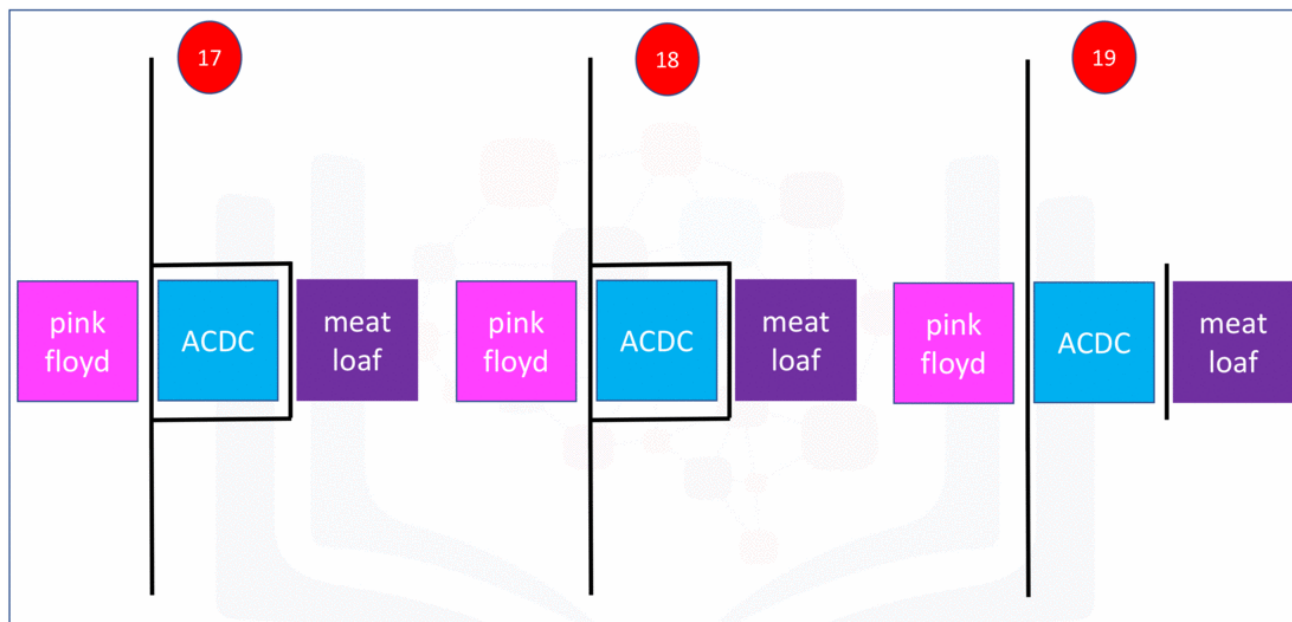 17
18
19
pink
floyd
ACDC
meat
loaf
pink
floyd
ACDC
meat
loaf
pink
floyd
ACDC
meat
loaf